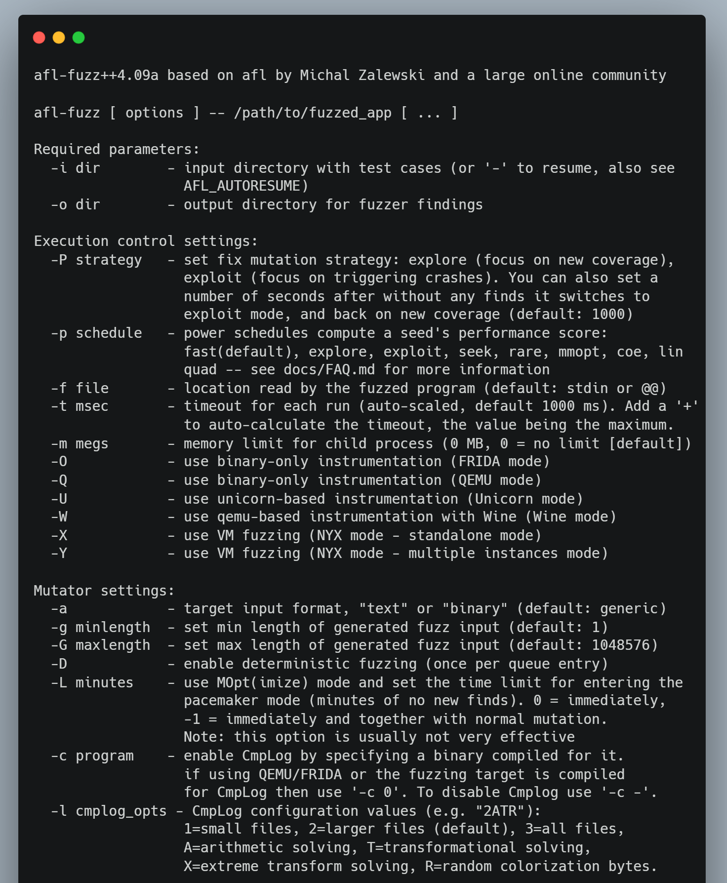 afl-fuzz++4.09a based on afl by Michal Zalewski and a large online community
afl-fuzz [ options ] -- /path/to/fuzzed_app [ ... ]
Required parameters:
  -i dir        - input directory with test cases (or '-' to resume, also see
                  AFL_AUTORESUME)
  -o dir        - output directory for fuzzer findings
Execution control settings:
  -P strategy   - set fix mutation strategy: explore (focus on new coverage),
                  exploit (focus on triggering crashes). You can also set a
                  number of seconds after without any finds it switches to
                  exploit mode, and back on new coverage (default: 1000)
  -p schedule   - power schedules compute a seed's performance score:
                  fast(default), explore, exploit, seek, rare, mmopt, coe, lin
                  quad -- see docs/FAQ.md for more information
  -f file       - location read by the fuzzed program (default: stdin or @@)
  -t msec       - timeout for each run (auto-scaled, default 1000 ms). Add a '+'
                  to auto-calculate the timeout, the value being the maximum.
  -m megs       - memory limit for child process (0 MB, 0 = no limit [default])
  -O            - use binary-only instrumentation (FRIDA mode)
  -Q            - use binary-only instrumentation (QEMU mode)
  -U            - use unicorn-based instrumentation (Unicorn mode)
  -W            - use qemu-based instrumentation with Wine (Wine mode)
  -X            - use VM fuzzing (NYX mode - standalone mode)
  -Y            - use VM fuzzing (NYX mode - multiple instances mode)
Mutator settings:
  -a            - target input format, "text" or "binary" (default: generic)
  -g minlength  - set min length of generated fuzz input (default: 1)
  -G maxlength  - set max length of generated fuzz input (default: 1048576)
  -D            - enable deterministic fuzzing (once per queue entry)
  -L minutes    - use MOpt(imize) mode and set the time limit for entering the
                  pacemaker mode (minutes of no new finds). 0 = immediately,
                  -1 = immediately and together with normal mutation.
                  Note: this option is usually not very effective
  -c program    - enable CmpLog by specifying a binary compiled for it.
                  if using QEMU/FRIDA or the fuzzing target is compiled
                  for CmpLog then use '-c 0'. To disable Cmplog use '-c -'.
  -l cmplog_opts - CmpLog configuration values (e.g. "2ATR"):
                  1=small files, 2=larger files (default), 3=all files,
                  A=arithmetic solving, T=transformational solving,
                  X=extreme transform solving, R=random colorization bytes.